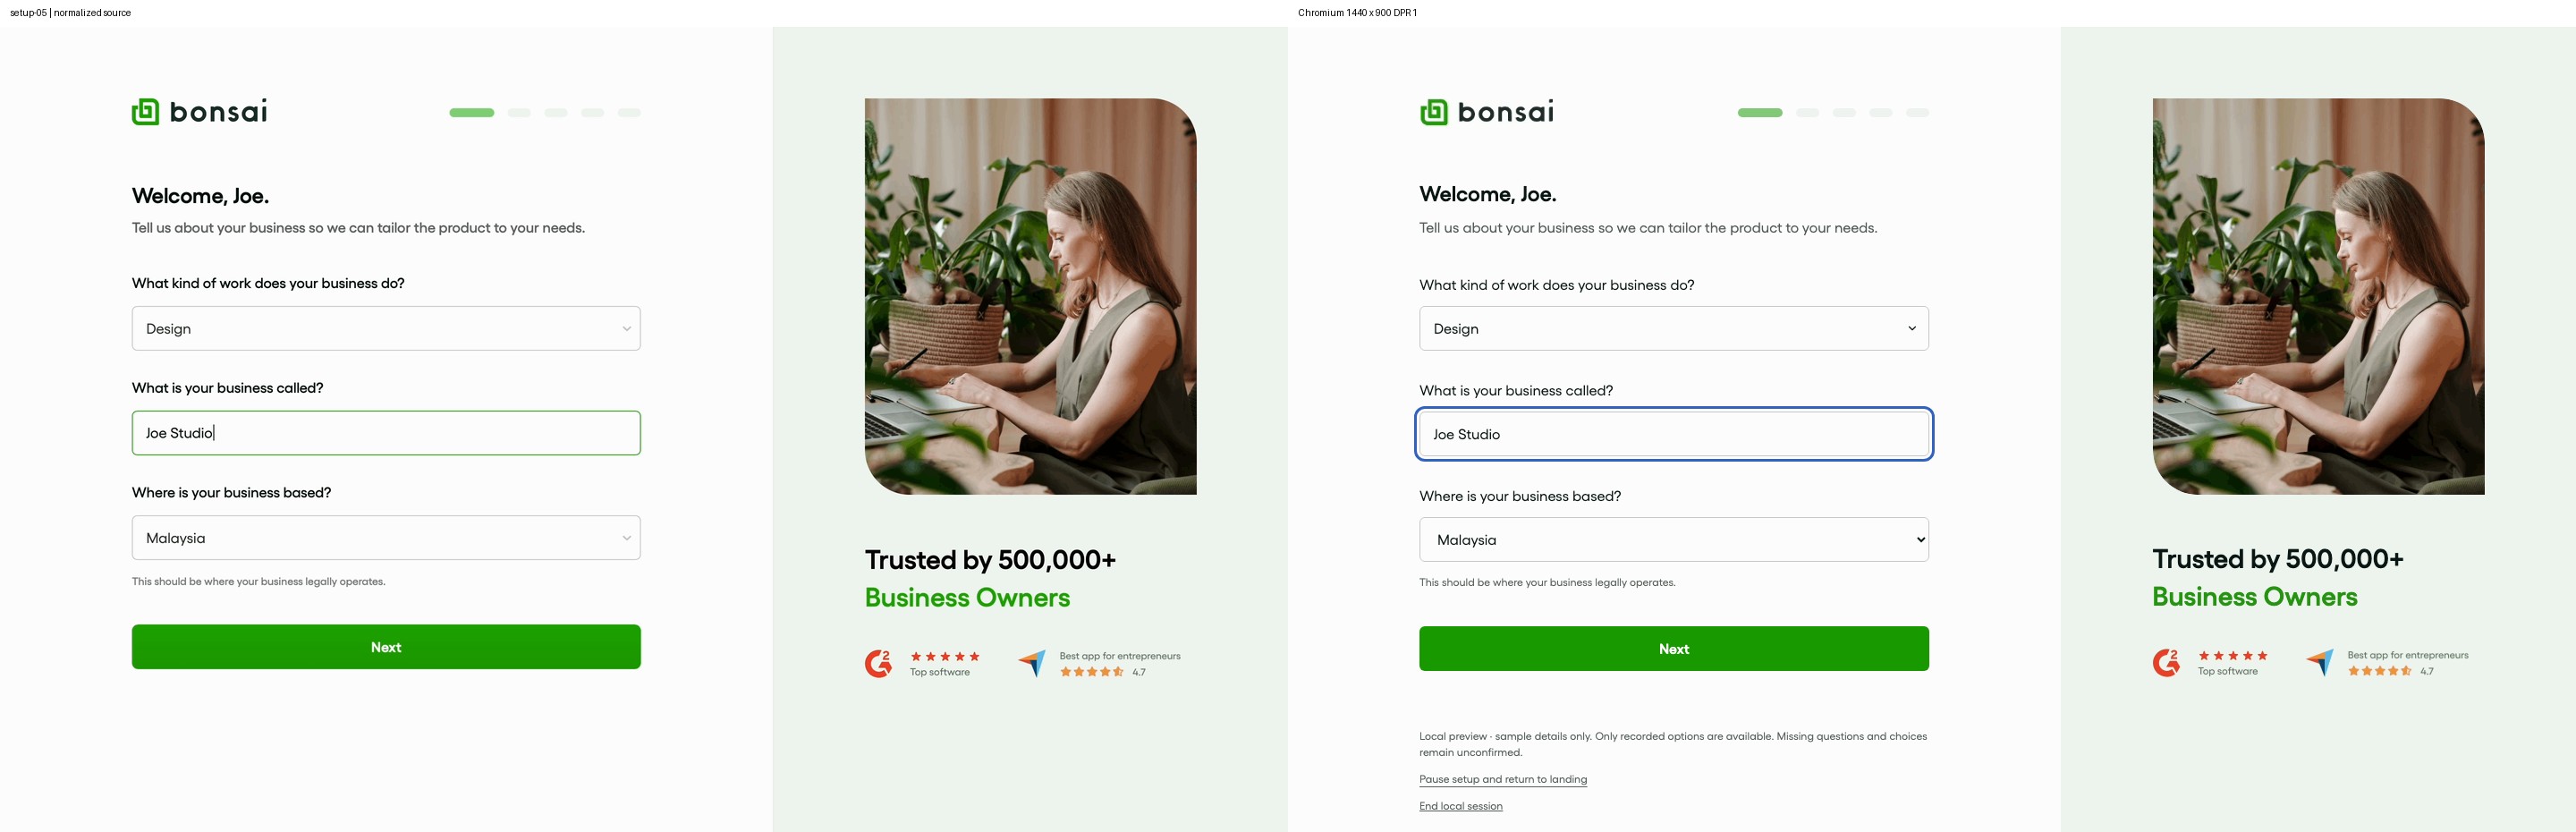 setup-05 | normalized source
bonsai
Welcome, Joe.
Tell us about your business so we can tailor the product to your needs.
What kind of work does your business do?
Design
What is your business called?
Joe Studio
Where is your business based?
Malaysia
This should be where your business legally operates.
Next
Trusted by 500,000+
Business Owners
G2
Top software
Best app for entrepreneurs
4.7
Chromium 1440 x 900 DPR 1
bonsai
Welcome, Joe.
Tell us about your business so we can tailor the product to your needs.
What kind of work does your business do?
Design
What is your business called?
Joe Studio
Where is your business based?
Malaysia
This should be where your business legally operates.
Next
Local preview · sample details only. Only recorded options are available. Missing questions and choices
remain unconfirmed.
Pause setup and return to landing
End local session
Trusted by 500,000+
Business Owners
G2
Top software
Best app for entrepreneurs
4.7